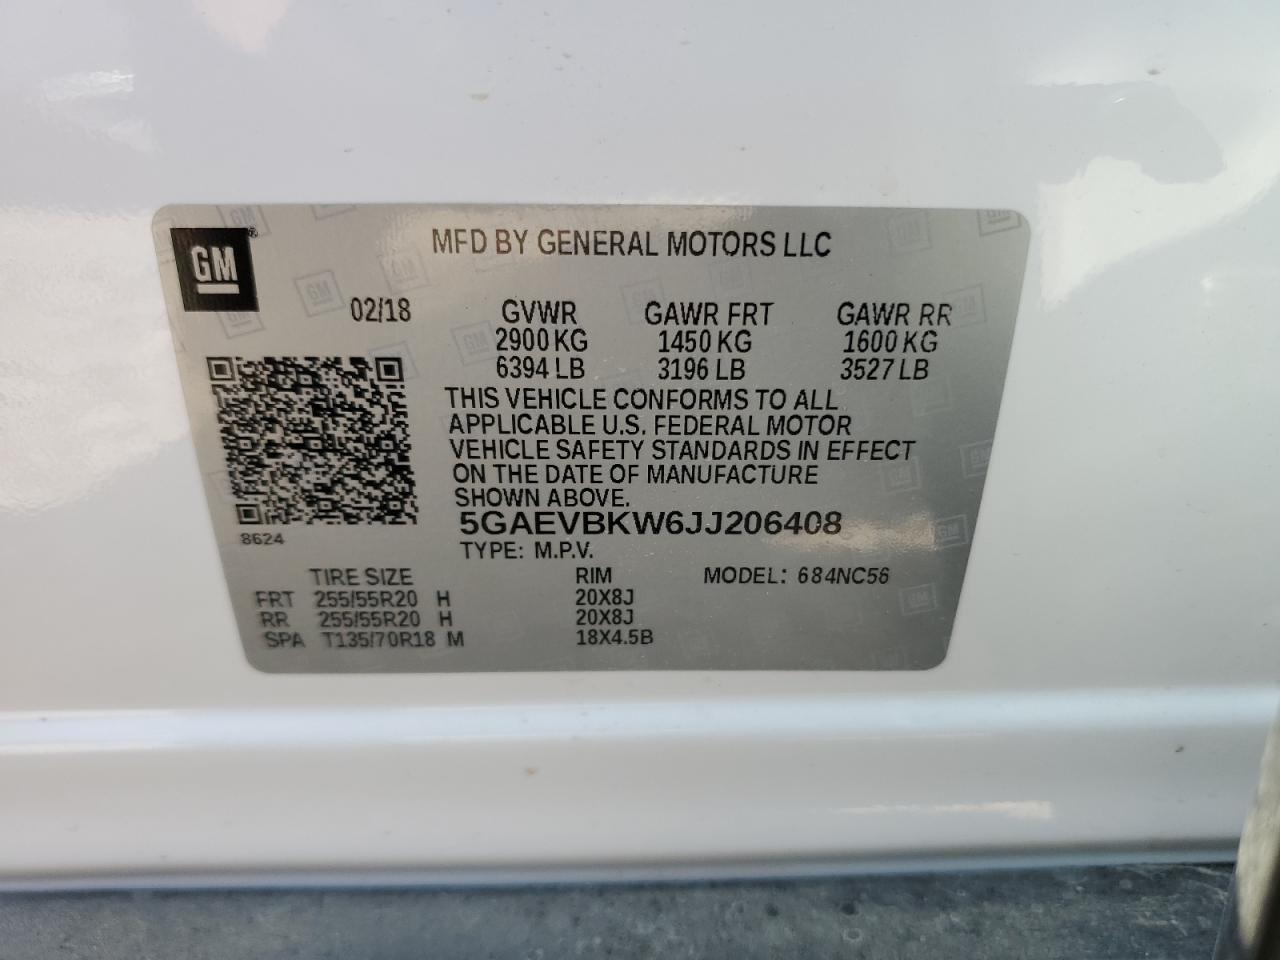 GM®
MFD BY GENERAL MOTORS LLC
02/18 GVWR GAWR FRT GAWR RR
2900 KG 1450 KG 1600 KG
6394 LB 3196 LB 3527 LB
THIS VEHICLE CONFORMS TO ALL
APPLICABLE U.S. FEDERAL MOTOR
VEHICLE SAFETY STANDARDS IN EFFECT
ON THE DATE OF MANUFACTURE
SHOWN ABOVE.
5GAEVBKW6JJ206408
8624
TYPE: M.P.V.
TIRE SIZE RIM MODEL: 684NC56
FRT 255/55R20 H 20X8J
RR 255/55R20 H 20X8J
SPA T135/70R18 M 18X4.5B